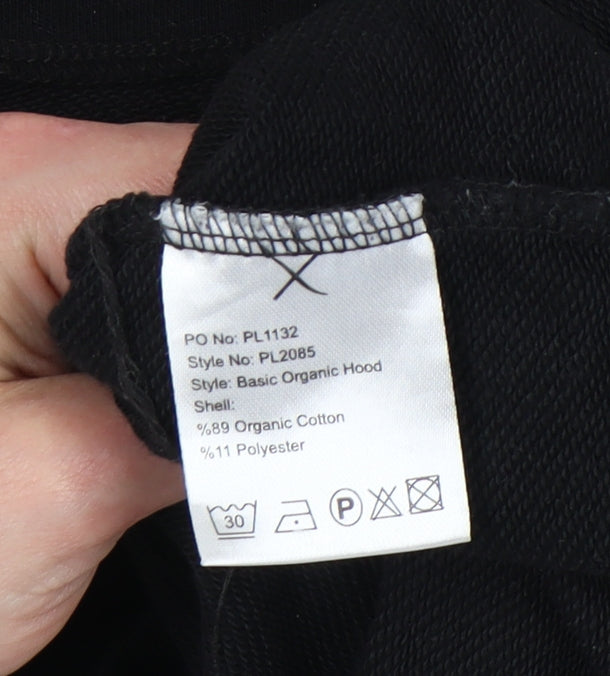 PO No: PL1132
Style No: PL2085
Style: Basic Organic Hood
Shell:
%89 Organic Cotton
%11 Polyester
30 P